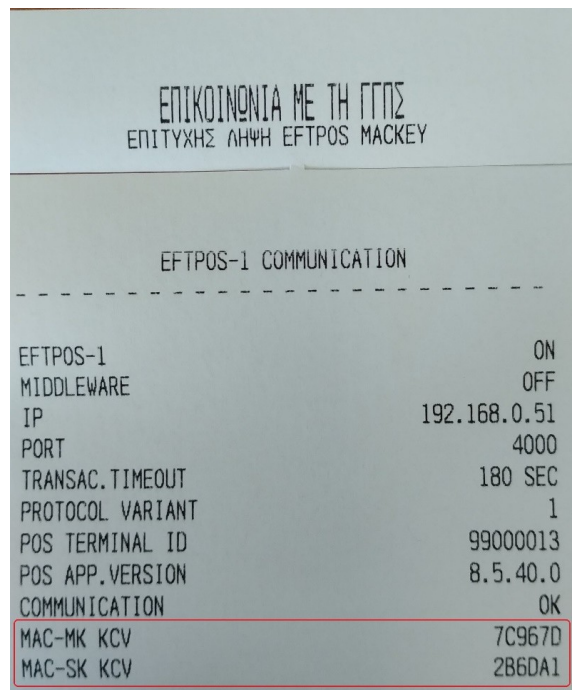 ΕΠΙΚΟΙΝΩΝΙΑ ΜΕ ΤΗ ΓΓΠΣ
ΕΠΙΤΥΧΗΣ ΛΗΨΗ EFTPOS MACKEY
EFTPOS-1 COMMUNICATION
- - - - - - - - - - - - - - - - - - - - - - - -
EFTPOS-1 ON
MIDDLEWARE OFF
IP 192.168.0.51
PORT 4000
TRANSAC.TIMEOUT 180 SEC
PROTOCOL VARIANT 1
POS TERMINAL ID 99000013
POS APP.VERSION 8.5.40.0
COMMUNICATION OK
MAC-MK KCV 7C967D
MAC-SK KCV 2B6DA1